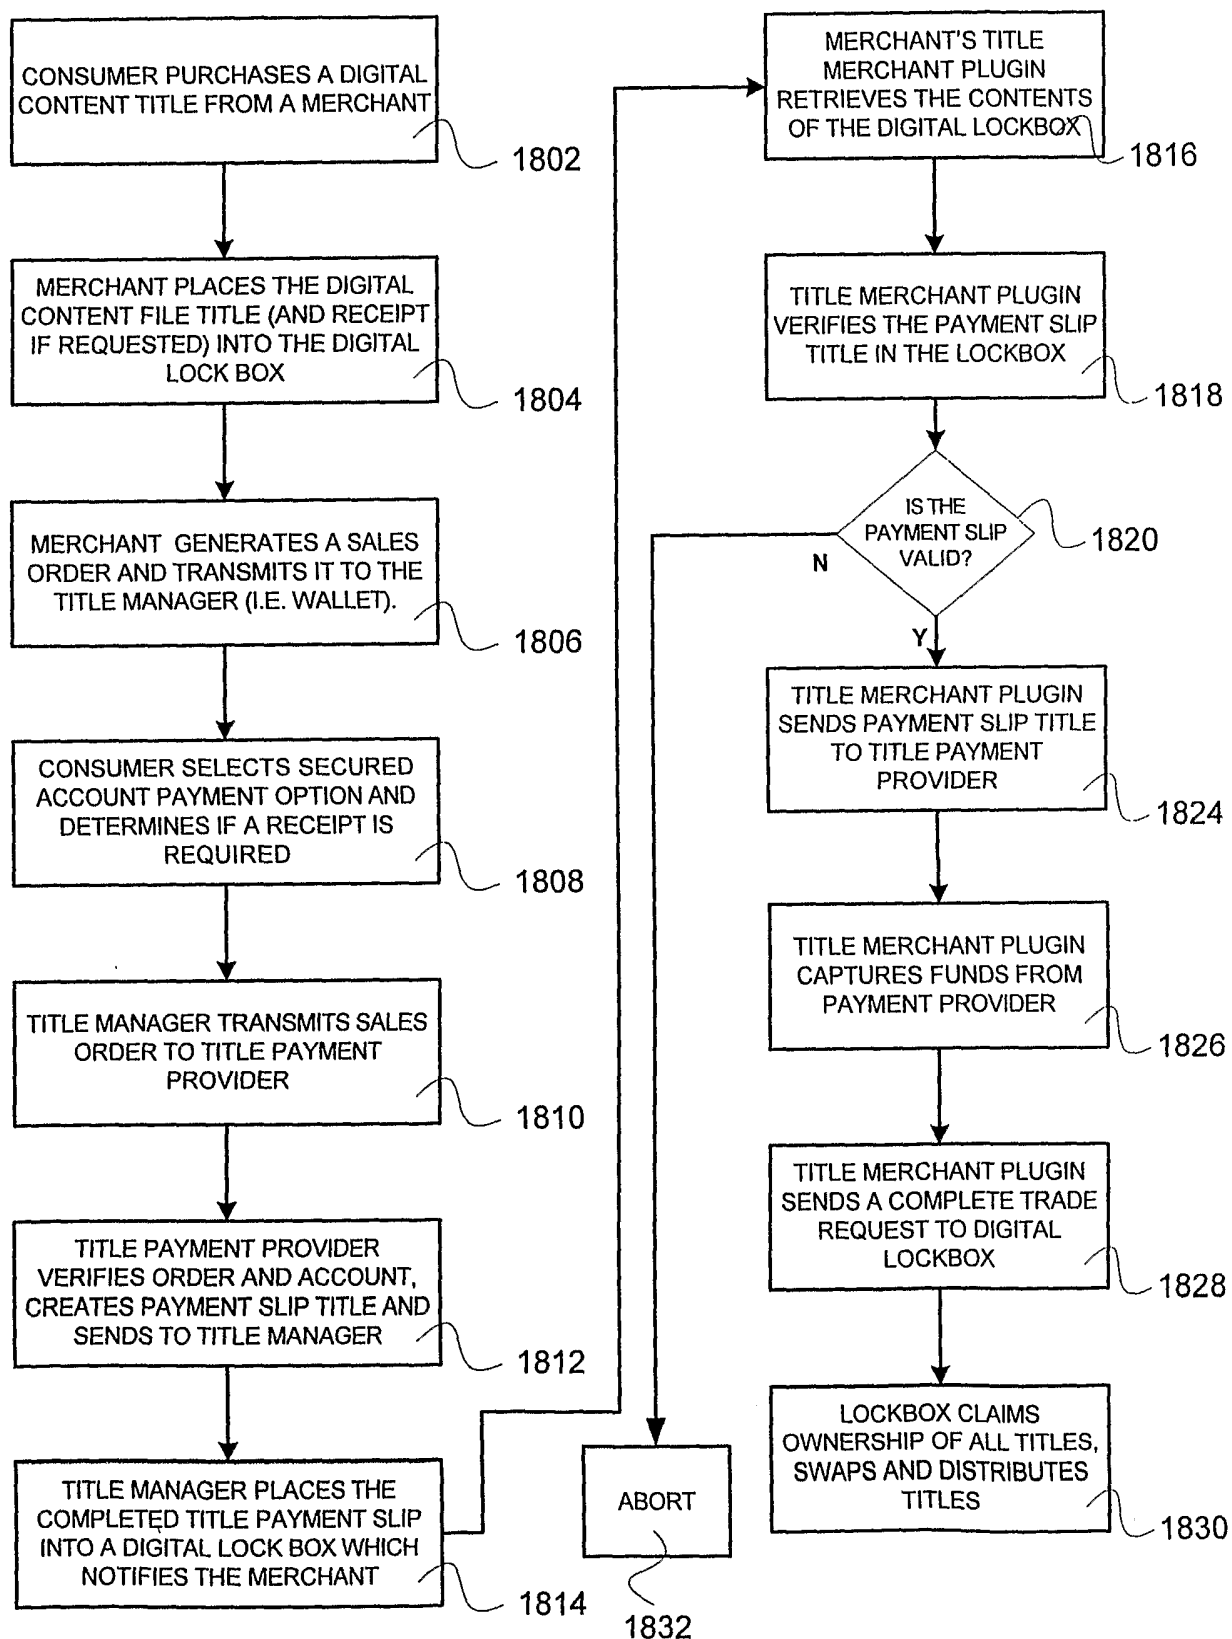 CONSUMER PURCHASES A DIGITAL
CONTENT TITLE FROM A MERCHANT
1802
MERCHANT PLACES THE DIGITAL
CONTENT FILE TITLE (AND RECEIPT
IF REQUESTED) INTO THE DIGITAL
LOCK BOX
1804
MERCHANT GENERATES A SALES
ORDER AND TRANSMITS IT TO THE
TITLE MANAGER (I.E. WALLET).
1806
CONSUMER SELECTS SECURED
ACCOUNT PAYMENT OPTION AND
DETERMINES IF A RECEIPT IS
REQUIRED
1808
TITLE MANAGER TRANSMITS SALES
ORDER TO TITLE PAYMENT
PROVIDER
1810
TITLE PAYMENT PROVIDER
VERIFIES ORDER AND ACCOUNT,
CREATES PAYMENT SLIP TITLE AND
SENDS TO TITLE MANAGER
1812
TITLE MANAGER PLACES THE
COMPLETED TITLE PAYMENT SLIP
INTO A DIGITAL LOCK BOX WHICH
NOTIFIES THE MERCHANT
1814
MERCHANT'S TITLE
MERCHANT PLUGIN
RETRIEVES THE CONTENTS
OF THE DIGITAL LOCKBOX
1816
TITLE MERCHANT PLUGIN
VERIFIES THE PAYMENT SLIP
TITLE IN THE LOCKBOX
1818
IS THE
PAYMENT SLIP
VALID?
1820
N
Y
TITLE MERCHANT PLUGIN
SENDS PAYMENT SLIP TITLE
TO TITLE PAYMENT
PROVIDER
1824
TITLE MERCHANT PLUGIN
CAPTURES FUNDS FROM
PAYMENT PROVIDER
1826
TITLE MERCHANT PLUGIN
SENDS A COMPLETE TRADE
REQUEST TO DIGITAL
LOCKBOX
1828
LOCKBOX CLAIMS
OWNERSHIP OF ALL TITLES,
SWAPS AND DISTRIBUTES
TITLES
1830
ABORT
1832